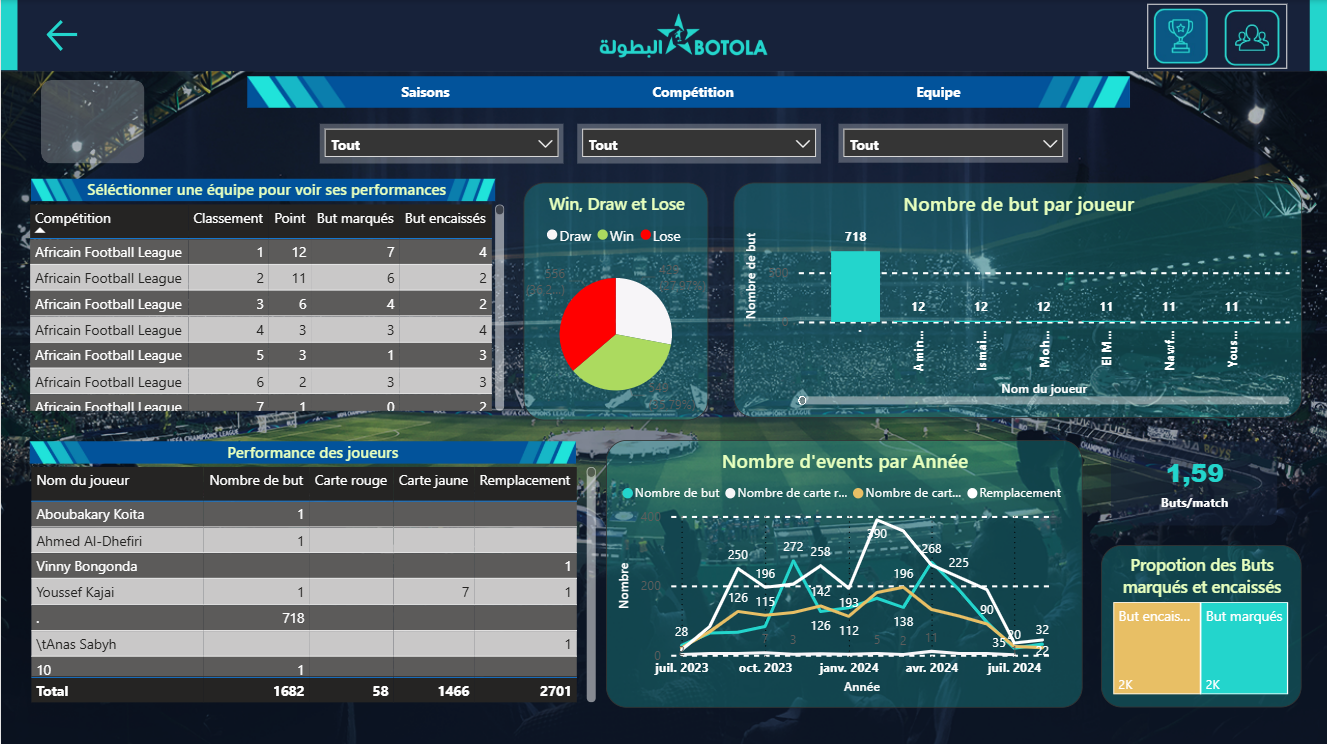 البطولة BOTOLA
Saisons Compétition Equipe
Tout Tout Tout
Séléctionner une équipe pour voir ses performances
Compétition Classement Point But marqués But encaissés
Africain Football League 1 12 7 4
Africain Football League 2 11 6 2
Africain Football League 3 6 4 2
Africain Football League 4 3 3 4
Africain Football League 5 3 1 3
Africain Football League 6 2 3 3
Africain Football League 7 1 0 2
Win, Draw et Lose
Draw Win Lose
Nombre de but par joueur
Nombre de but
718 12 12 12 11 11 11
. Amin... Ismai... Moh... El M... Nawf... Yous...
Nom du joueur
Performance des joueurs
Nom du joueur Nombre de but Carte rouge Carte jaune Remplacement
Aboubakary Koita 1
Ahmed Al-Dhefiri 1
Vinny Bongonda 1
Youssef Kajai 1 7 1
. 718
\tAnas Sabyh 1
10 1
Total 1682 58 1466 2701
Nombre d'events par Année
Nombre de but Nombre de carte r... Nombre de cart... Remplacement
Nombre
400
200
0
390
272 258 268
250 225
196 196
126 115 142 193 90
126 112 138
28 7 3 5 2 11 35 20 32
22
juil. 2023 oct. 2023 janv. 2024 avr. 2024 juil. 2024
Année
1,59
Buts/match
Propotion des Buts
marqués et encaissés
But encais... But marqués
2K 2K